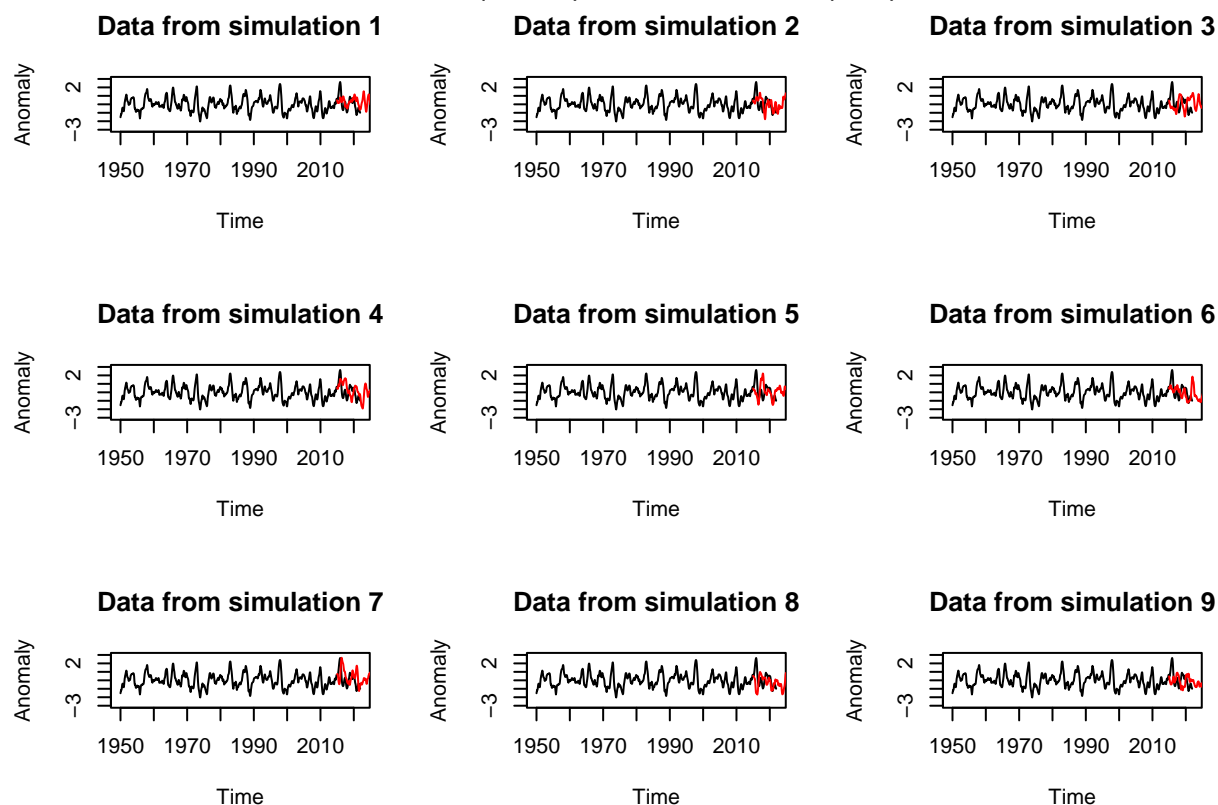 Data from simulation 1
Anomaly
2
−3
1950 1970 1990 2010
Time
Data from simulation 2
Anomaly
2
−3
1950 1970 1990 2010
Time
Data from simulation 3
Anomaly
2
−3
1950 1970 1990 2010
Time
Data from simulation 4
Anomaly
2
−3
1950 1970 1990 2010
Time
Data from simulation 5
Anomaly
2
−3
1950 1970 1990 2010
Time
Data from simulation 6
Anomaly
2
−3
1950 1970 1990 2010
Time
Data from simulation 7
Anomaly
2
−3
1950 1970 1990 2010
Time
Data from simulation 8
Anomaly
2
−3
1950 1970 1990 2010
Time
Data from simulation 9
Anomaly
2
−3
1950 1970 1990 2010
Time